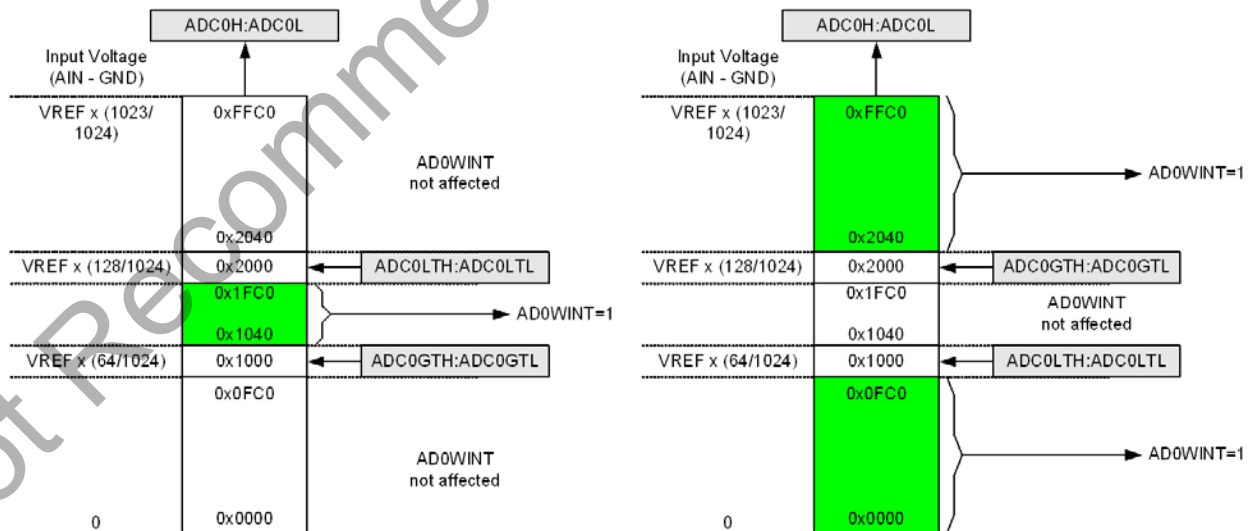 ADC0H:ADC0L
Input Voltage
(AIN - GND)
VREF x (1023/
1024)
0xFFC0
AD0WINT
not affected
0x2040
VREF x (128/1024)
0x2000
ADC0LTH:ADC0LTL
0x1FC0
AD0WINT=1
0x1040
VREF x (64/1024)
0x1000
ADC0GTH:ADC0GTL
0x0FC0
AD0WINT
not affected
0
0x0000
ADC0H:ADC0L
Input Voltage
(AIN - GND)
VREF x (1023/
1024)
0xFFC0
AD0WINT=1
0x2040
VREF x (128/1024)
0x2000
ADC0GTH:ADC0GTL
0x1FC0
AD0WINT
not affected
0x1040
VREF x (64/1024)
0x1000
ADC0LTH:ADC0LTL
0x0FC0
AD0WINT=1
0
0x0000
ot Recomme